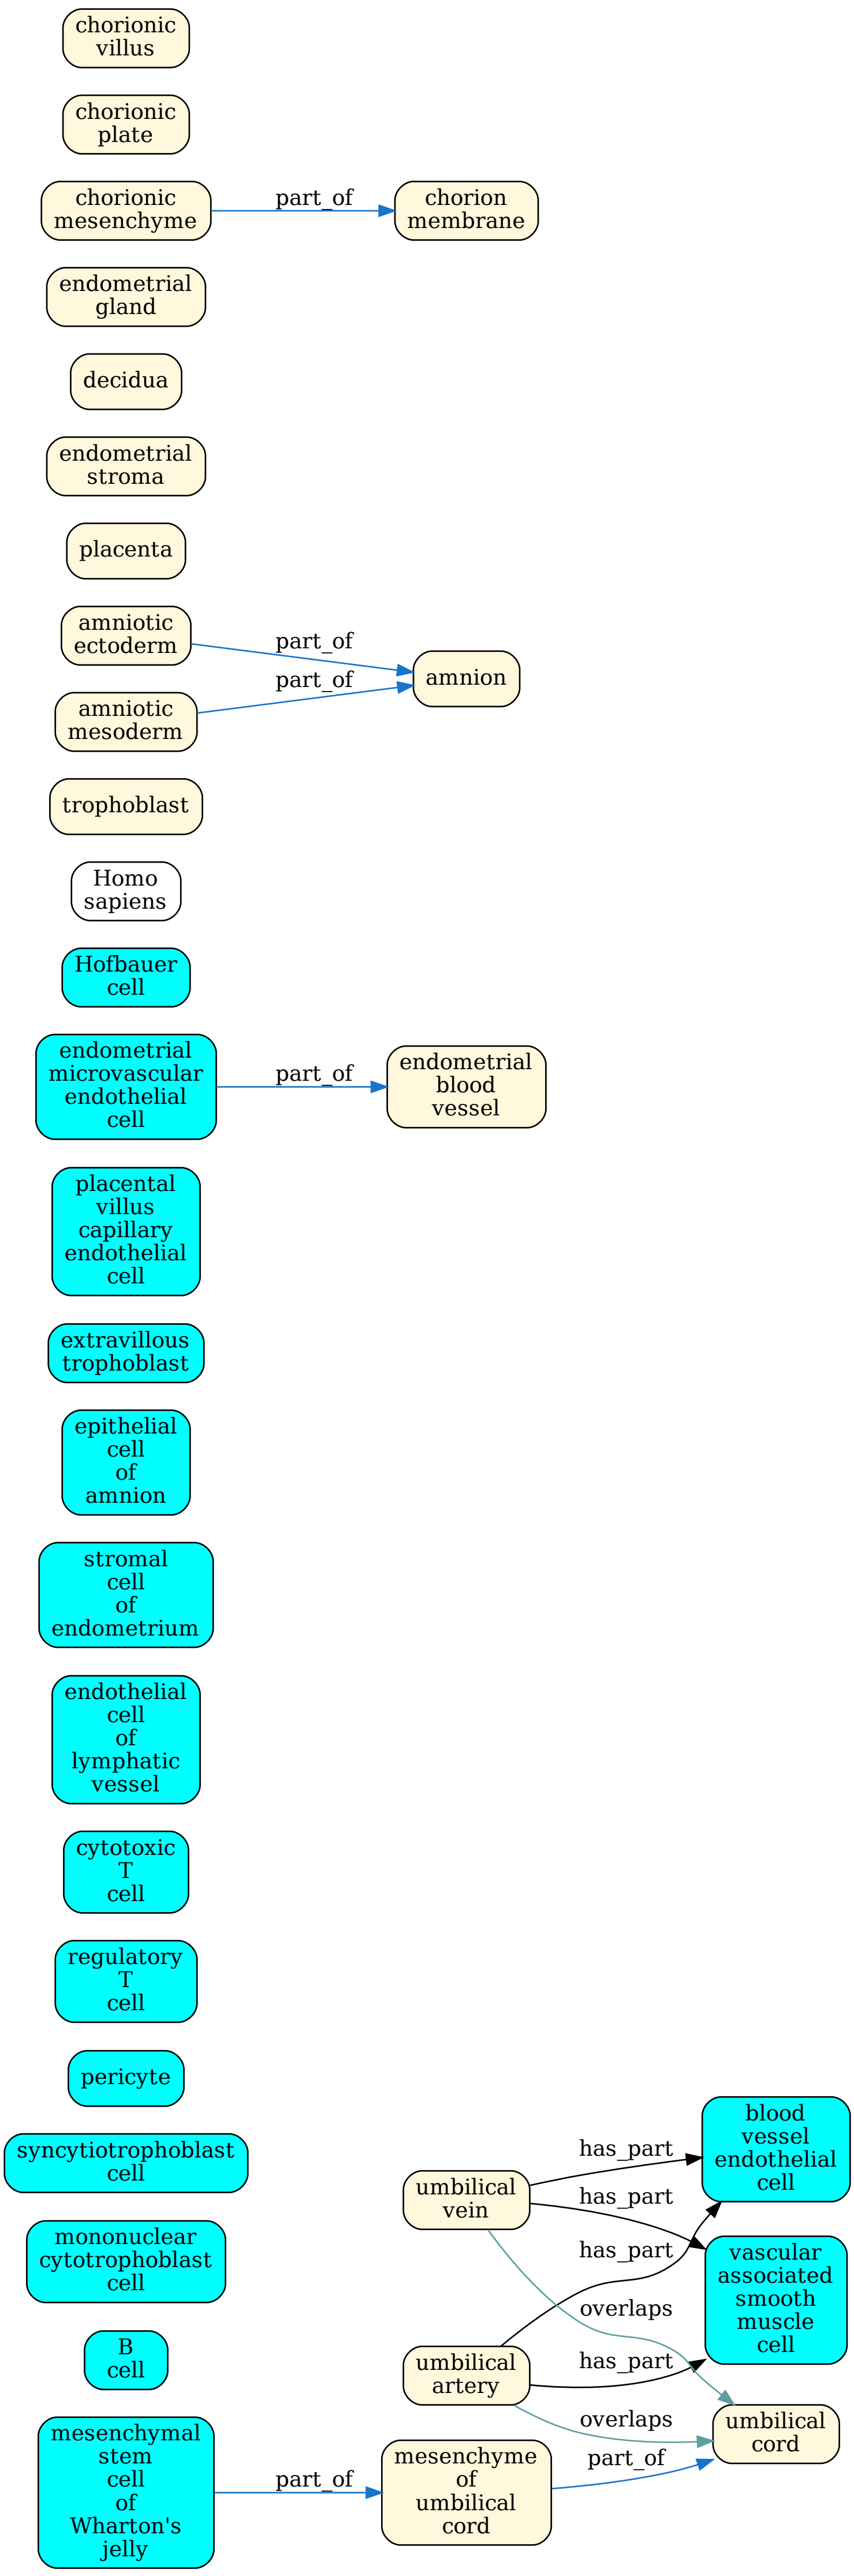 chorionic
villus
chorionic
plate
chorionic
mesenchyme
part_of
chorion
membrane
endometrial
gland
decidua
endometrial
stroma
placenta
amniotic
ectoderm
part_of
amnion
part_of
amniotic
mesoderm
trophoblast
Homo
sapiens
Hofbauer
cell
endometrial
microvascular
endothelial
cell
part_of
endometrial
blood
vessel
placental
villus
capillary
endothelial
cell
extravillous
trophoblast
epithelial
cell
of
amnion
stromal
cell
of
endometrium
endothelial
cell
of
lymphatic
vessel
cytotoxic
T
cell
regulatory
T
cell
pericyte
syncytiotrophoblast
cell
mononuclear
cytotrophoblast
cell
B
cell
umbilical
vein
has_part
has_part
has_part
overlaps
blood
vessel
endothelial
cell
vascular
associated
smooth
muscle
cell
umbilical
artery
has_part
overlaps
umbilical
cord
mesenchymal
stem
cell
of
Wharton's
jelly
part_of
mesenchyme
of
umbilical
cord
part_of